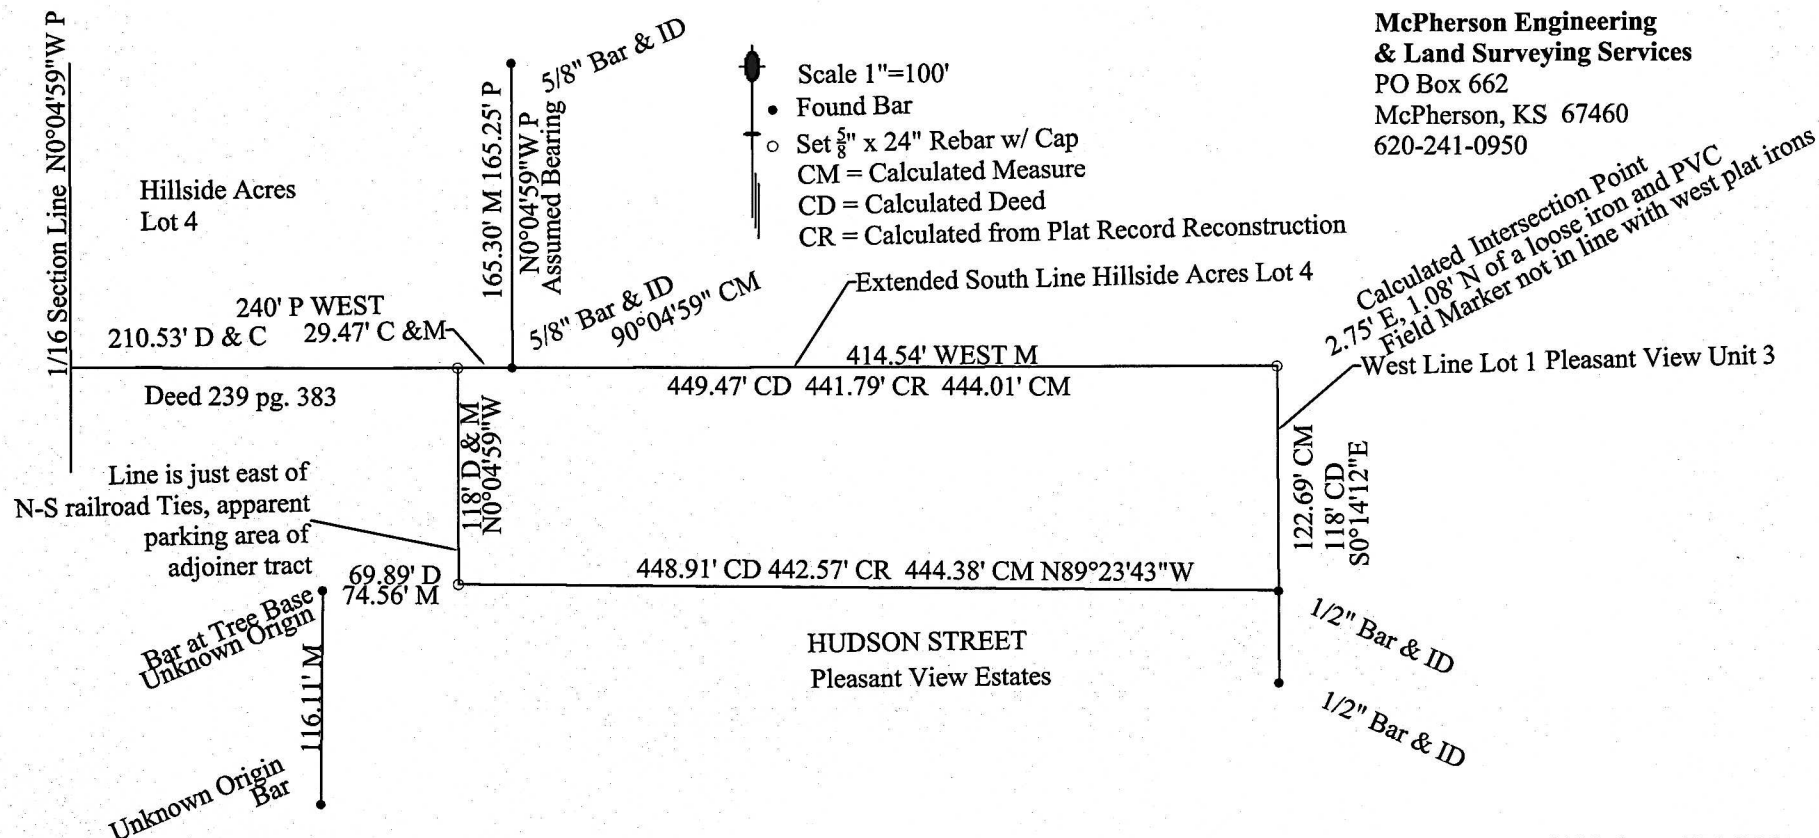 McPherson Engineering
& Land Surveying Services
PO Box 662
McPherson, KS 67460
620-241-0950
Scale 1"=100'
Found Bar
Set 5/8" x 24" Rebar w/ Cap
CM = Calculated Measure
CD = Calculated Deed
CR = Calculated from Plat Record Reconstruction
1/16 Section Line N0°04'59"W P
Hillside Acres
Lot 4
5/8" Bar & ID
165.30' M 165.25' P
N0°04'59"W P
Assumed Bearing
240' P WEST
210.53' D & C
29.47' C &M
5/8" Bar & ID
90°04'59" CM
Extended South Line Hillside Acres Lot 4
Calculated Intersection Point
2.75' E, 1.08' N of a loose iron and PVC
Field Marker not in line with west plat irons
414.54' WEST M
West Line Lot 1 Pleasant View Unit 3
449.47' CD 441.79' CR 444.01' CM
Deed 239 pg. 383
118' D & M
N0°04'59"W
122.69' CM
118' CD
S0°14'12"E
Line is just east of
N-S railroad Ties, apparent
parking area of
adjoiner tract
69.89' D
74.56' M
448.91' CD 442.57' CR 444.38' CM N89°23'43"W
Bar at Tree Base
Unknown Origin
116.11' M
Unknown Origin
Bar
HUDSON STREET
Pleasant View Estates
1/2" Bar & ID
1/2" Bar & ID